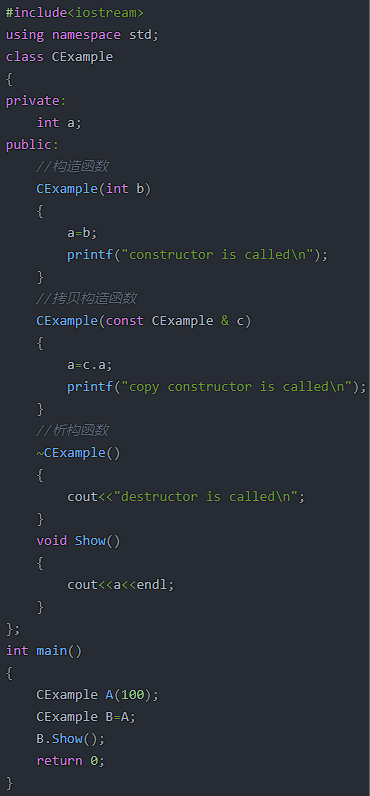 #include<iostream>
using namespace std;
class CExample
{
private:
    int a;
public:
    //构造函数
    CExample(int b)
    {
        a=b;
        printf("constructor is called\n");
    }
    //拷贝构造函数
    CExample(const CExample & c)
    {
        a=c.a;
        printf("copy constructor is called\n");
    }
    //析构函数
    ~CExample()
    {
        cout<<"destructor is called\n";
    }
    void Show()
    {
        cout<<a<<endl;
    }
};
int main()
{
    CExample A(100);
    CExample B=A;
    B.Show();
    return 0;
}